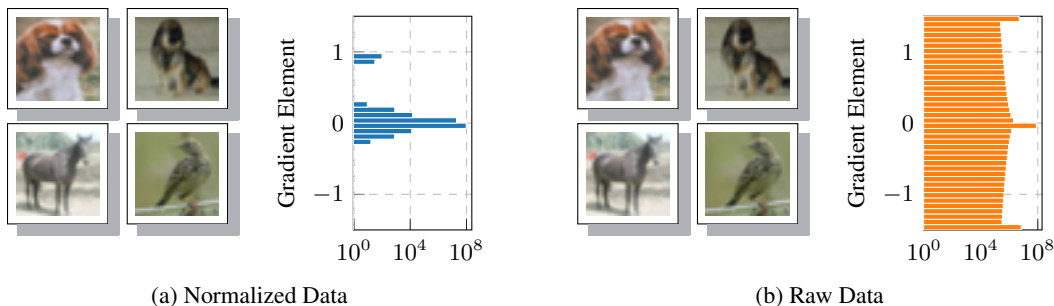 Gradient Element
1
0
−1
10^0 10^4 10^8
(a) Normalized Data
Gradient Element
1
0
−1
10^0 10^4 10^8
(b) Raw Data